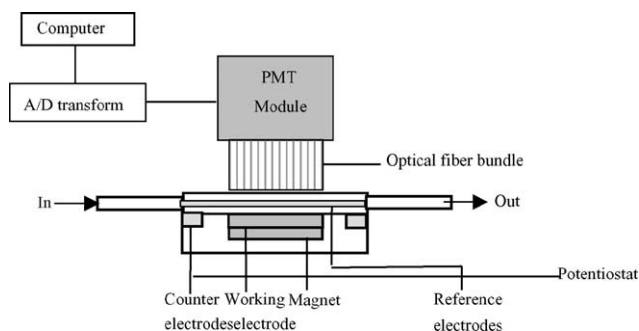 Computer
PMT
Module
A/D transform
Optical fiber bundle
In
Out
Potentiostat
Counter Working Magnet
electrodeselectrode
Reference
electrodes